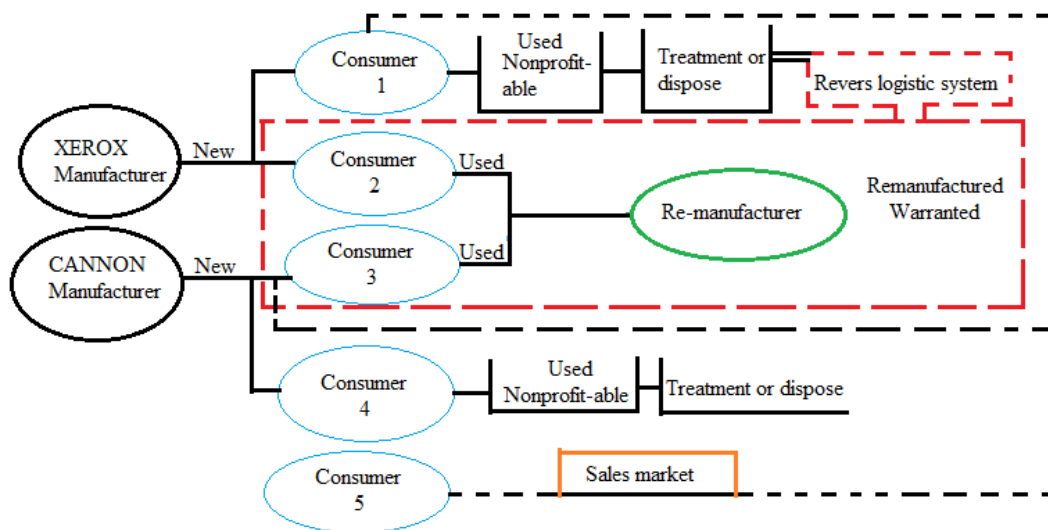 Consumer
1
Used
Nonprofit-
able
Treatment or
dispose
Revers logistic system
XEROX
Manufacturer
New
Consumer
2
Used
Re-manufacturer
Remanufactured
Warranted
CANNON
Manufacturer
New
Consumer
3
Used
Consumer
4
Used
Nonprofit-able
Treatment or dispose
Consumer
5
Sales market